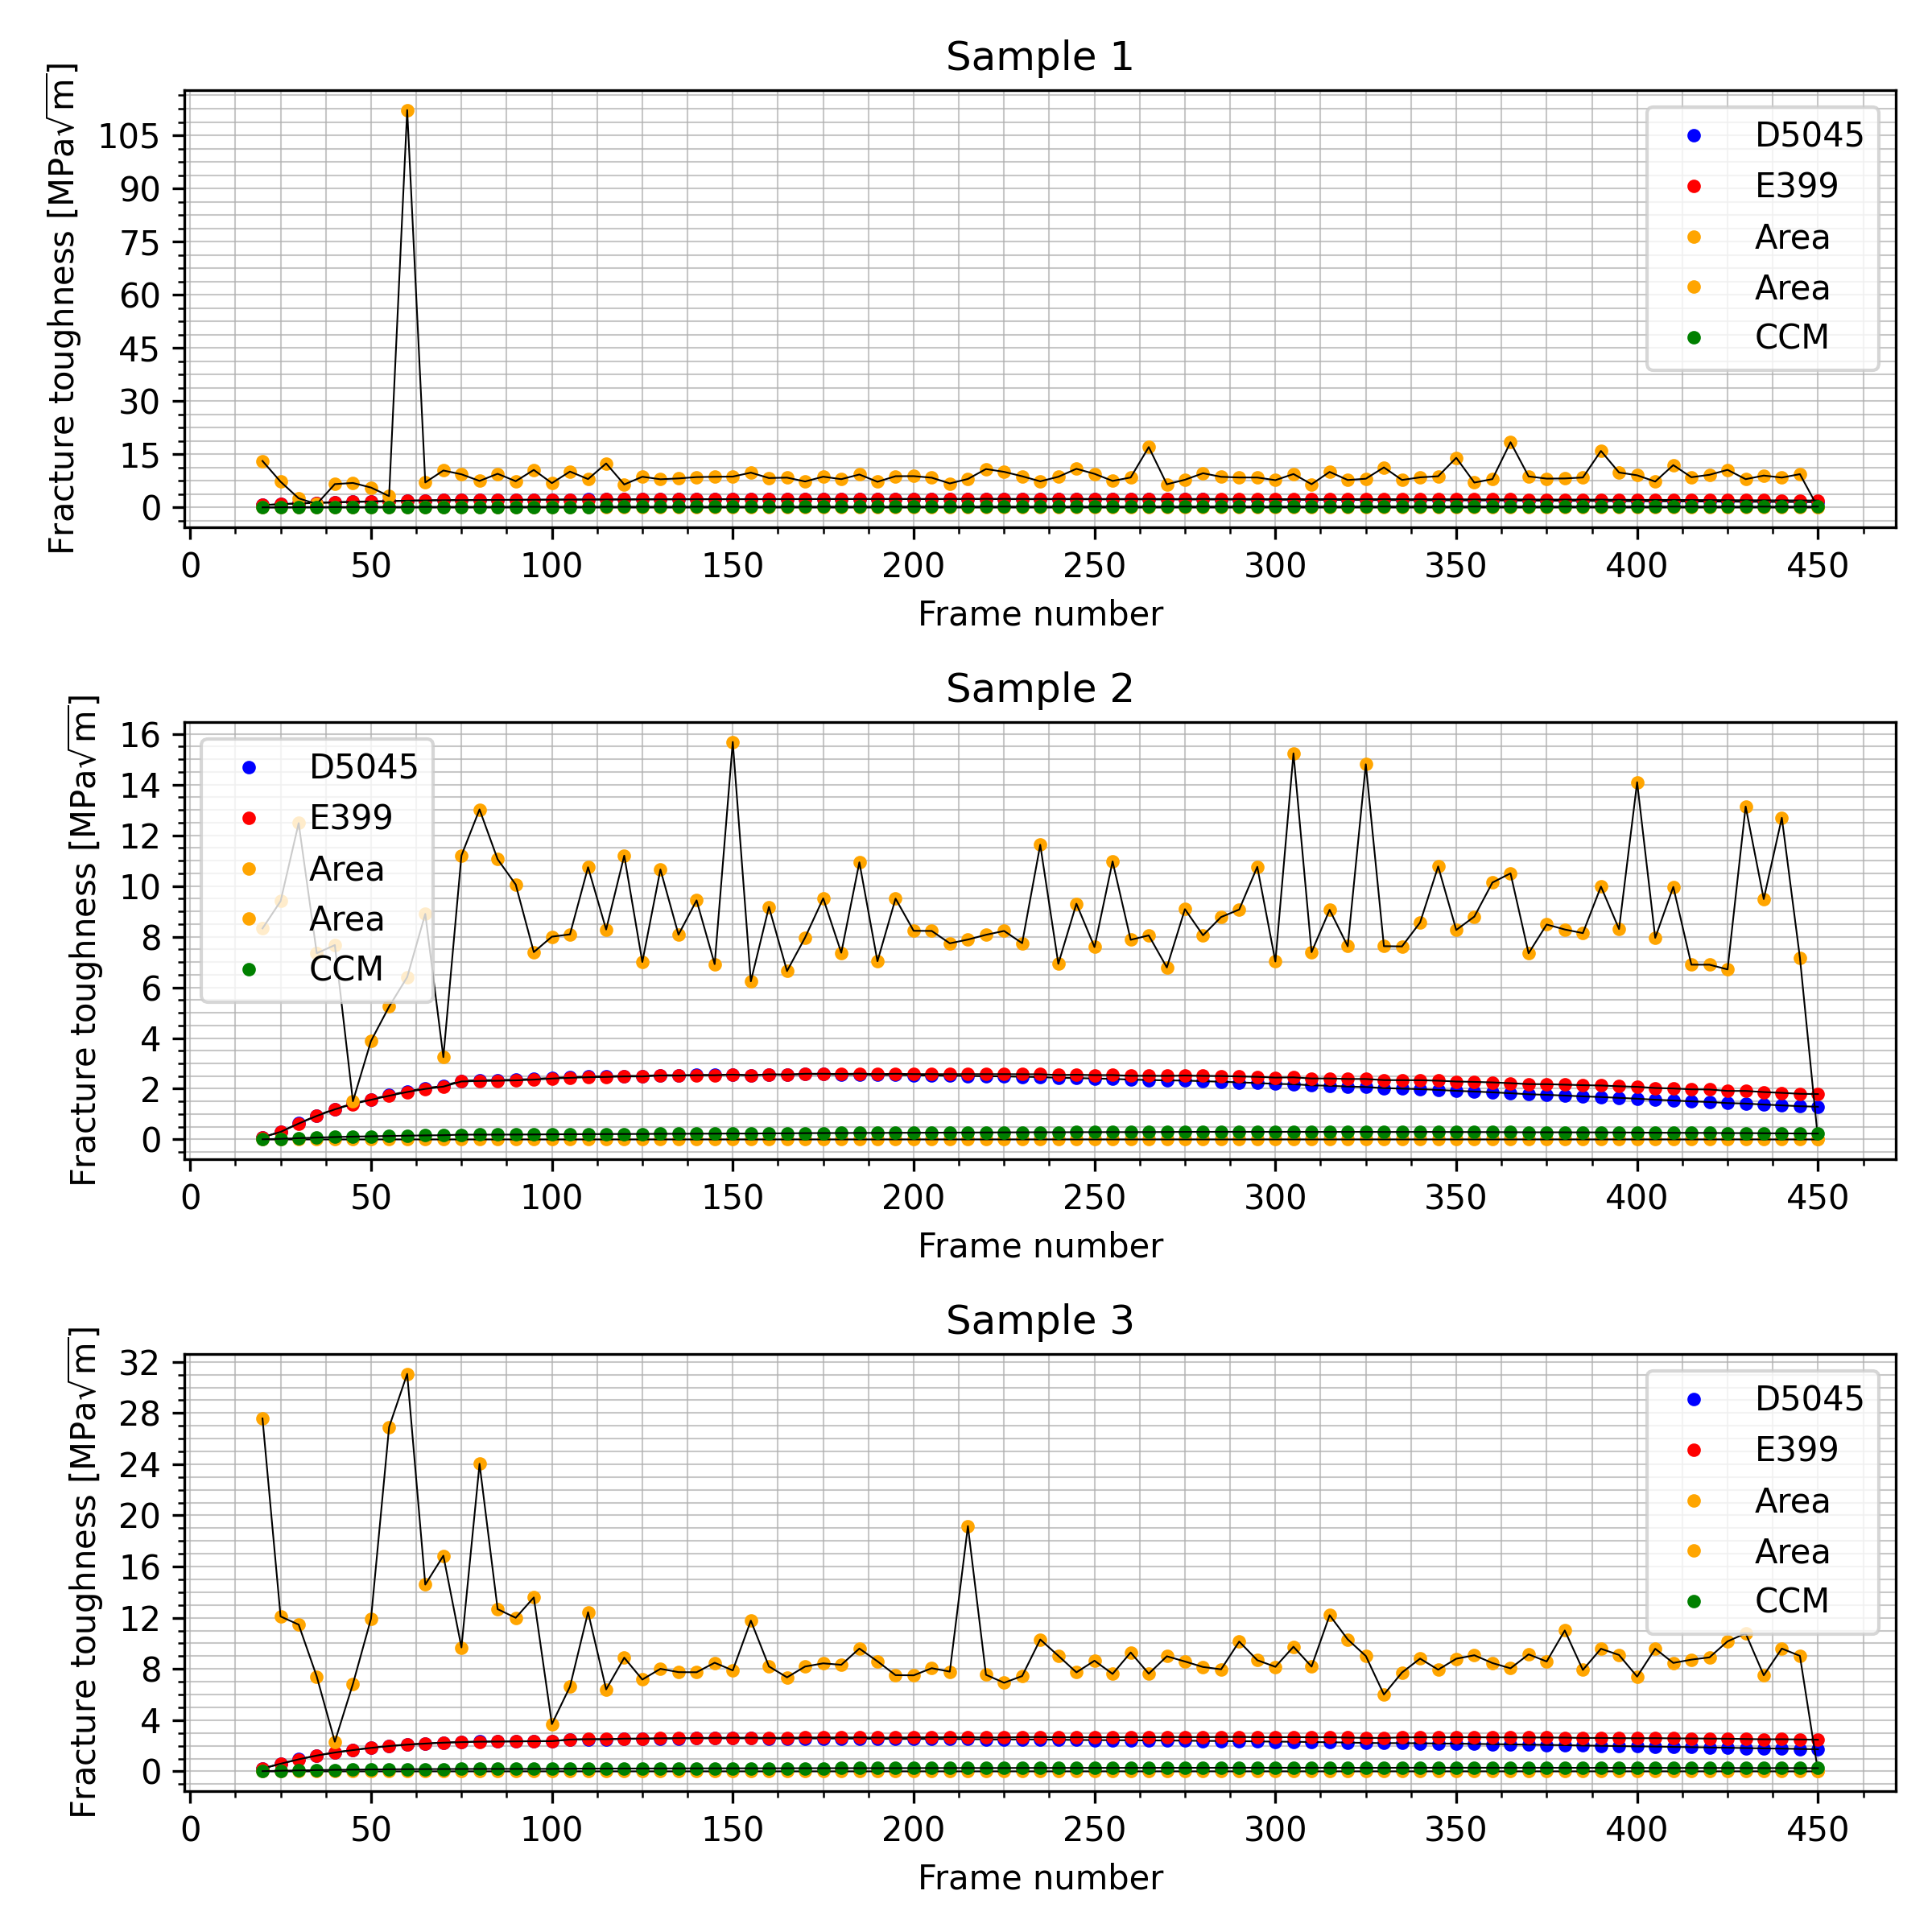 Sample 1
Fracture toughness [MPa√m]
105
90
75
60
45
30
15
0
D5045
E399
Area
Area
CCM
0 50 100 150 200 250 300 350 400 450
Frame number
Sample 2
Fracture toughness [MPa√m]
16
14
12
10
8
6
4
2
0
D5045
E399
Area
Area
CCM
0 50 100 150 200 250 300 350 400 450
Frame number
Sample 3
Fracture toughness [MPa√m]
32
28
24
20
16
12
8
4
0
D5045
E399
Area
Area
CCM
0 50 100 150 200 250 300 350 400 450
Frame number